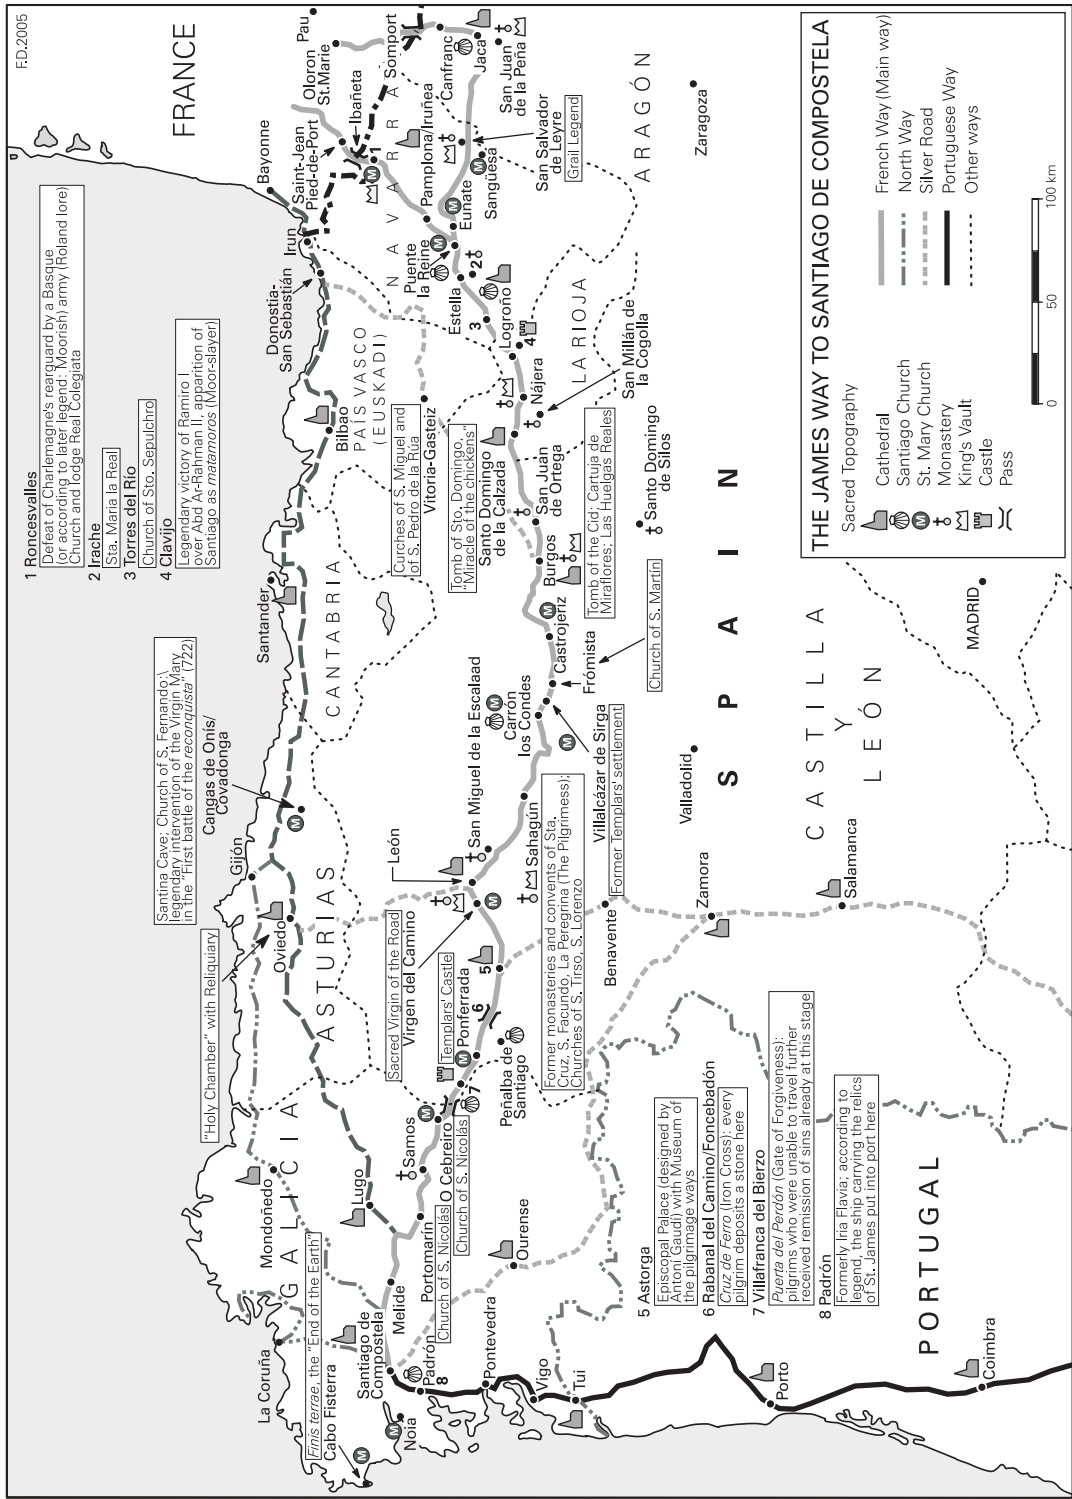 F.D.2005
1 Roncesvalles
Defeat of Charlemagne's rearguard by a Basque
(or according to later legend: Moorish) army (Roland lore)
Church and lodge Real Colegiata
2 Irache
Sta. Maria la Real
3 Torres del Río
Church of Sto. Sepulchro
4 Clavijo
Legendary victory of Ramiro I
over Abd Ar-Rahman II, apparition of
Santiago as matamoros (Moor-slayer)
Santina Cave; Church of S. Fernando:\
legendary intervention of the Virgin Mary
in the "First battle of the reconquista" (722)
Cangas de Onís/
Covadonga
"Holy Chamber" with Reliquiary
Finis terrae, the "End of the Earth"
Cabo Fisterra
La Coruña
Mondoñedo
Gijón
Oviedo
Santander
Bilbao
Donostia-
San Sebastián
Irun
Bayonne
FRANCE
Saint-Jean
Pied-de-Port
Ibañeta
1
Oloron
St.Marie
Pau
Somport
Canfranc
Jaca
San Juan
de la Peña
GALICIA
ASTURIAS
CANTABRIA
PAÍS VASCO
(EUSKADI)
NAVARRA
Santiago de
Compostela
Melide
Lugo
Portomarín
Samos
O Cebreiro
Church of S. Nicolás
Church of S. Nicolás
7
Templars' Castle
Ponferrada
6
Peñalba de
Santiago
Sacred Virgin of the Road
Virgen del Camino
5
León
San Miguel de la Escalaad
Sahagún
Former monasteries and convents of Sta.
Cruz, S. Facundo, La Peregrina (The Pilgrimess);
Churches of S. Tirso, S. Lorenzo
Carrón
los Condes
Villalcázar de Sirga
Former Templars' settlement
Frómista
Church of S. Martín
Castrojeriz
Burgos
Tomb of the Cid; Cartuja de
Miraflores; Las Huelgas Reales
San Juan
de Ortega
Santo Domingo
de Silos
Tomb of Sto. Domingo,
"Miracle of the chickens"
Santo Domingo
de la Calzada
Curches of S. Miguel and
of S. Pedro de la Rúa
Vitoria-Gasteiz
Nájera
San Millán de
la Cogolla
LA RIOJA
Logroño
4
3
Estella
2
Puente
la Reine
Eunate
Pamplona/Iruñea
Sangüesa
San Salvador
de Leyre
Grail Legend
ARAGÓN
Zaragoza
Padrón
8
Noia
Pontevedra
Vigo
Tui
Ourense
Porto
Coimbra
PORTUGAL
Benavente
Zamora
Salamanca
Valladolid
SPAIN
CASTILLA
Y
LEÓN
MADRID
5 Astorga
Episcopal Palace (designed by
Antoni Gaudi) with Museum of
the pilgrimage ways
6 Rabanal del Camino/Foncebadón
Cruz de Ferro (Iron Cross): every
pilgrim deposits a stone here
7 Villafranca del Bierzo
Puerta del Perdón (Gate of Forgiveness):
pilgrims who were unable to travel further
received remission of sins already at this stage
8 Padrón
Formerly Iria Flavia; according to
legend, the ship carrying the relics
of St. James put into port here
THE JAMES WAY TO SANTIAGO DE COMPOSTELA
Sacred Topography
Cathedral
Santiago Church
M St. Mary Church
Monastery
King's Vault
Castle
Pass
French Way (Main way)
North Way
Silver Road
Portuguese Way
Other ways
0 50 100 km